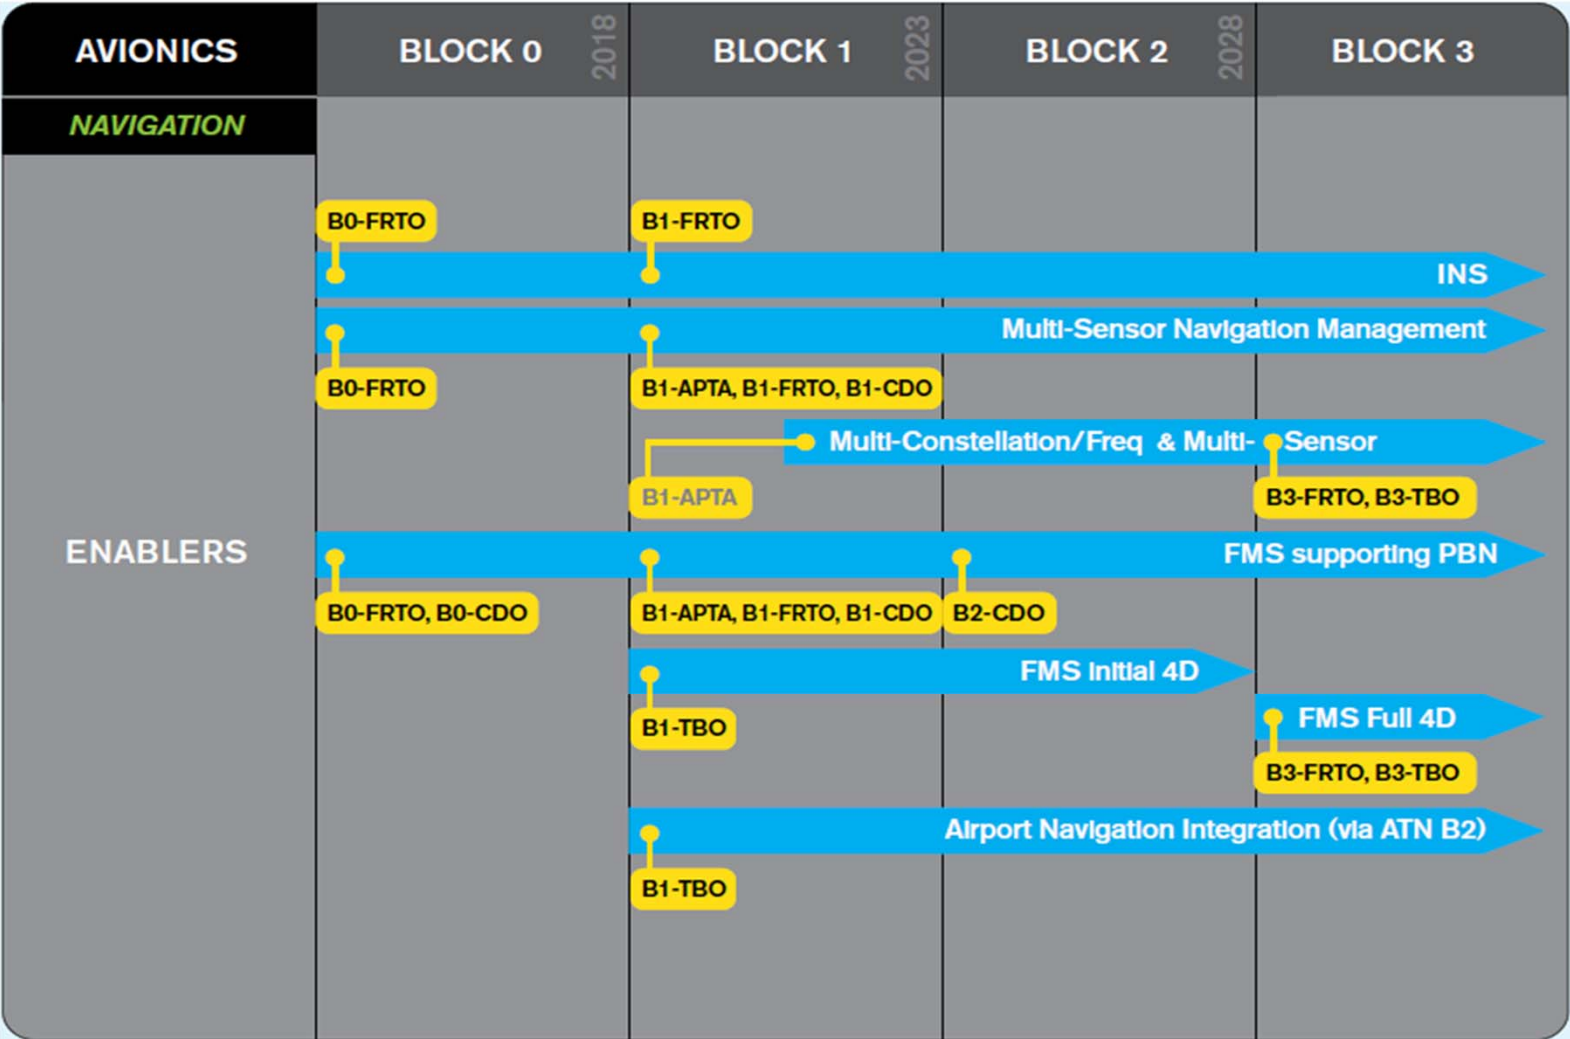 AVIONICS
BLOCK 0
2018
BLOCK 1
2023
BLOCK 2
2028
BLOCK 3
NAVIGATION
B0-FRTO
B1-FRTO
INS
Multi-Sensor Navigation Management
B0-FRTO
B1-APTA, B1-FRTO, B1-CDO
Multi-Constellation/Freq & Multi- Sensor
B1-APTA
B3-FRTO, B3-TBO
ENABLERS
FMS supporting PBN
B0-FRTO, B0-CDO
B1-APTA, B1-FRTO, B1-CDO
B2-CDO
FMS Initial 4D
B1-TBO
FMS Full 4D
B3-FRTO, B3-TBO
Airport Navigation Integration (via ATN B2)
B1-TBO